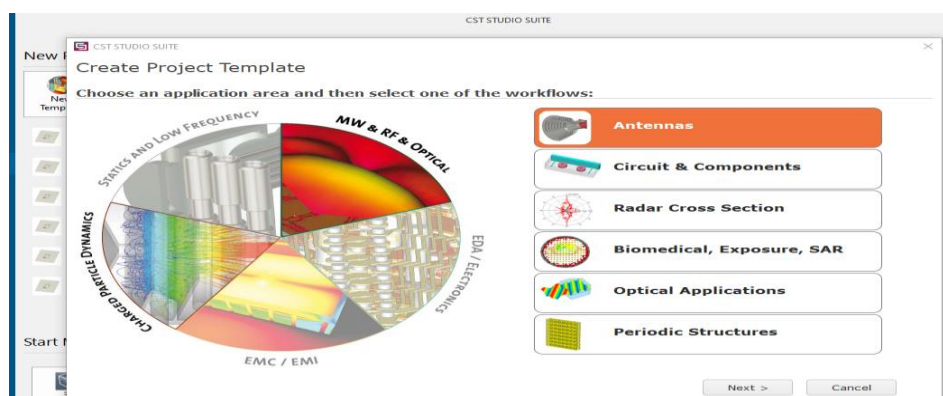 CST STUDIO SUITE
CST STUDIO SUITE
New
Create Project Template
Choose an application area and then select one of the workflows:
New
Temp
STATICS AND LOW FREQUENCY
MW & RF & OPTICAL
EDA / ELECTRONICS
EMC / EMI
CHARGED PARTICLE DYNAMICS
Antennas
Circuit & Components
Radar Cross Section
Biomedical, Exposure, SAR
Optical Applications
Periodic Structures
Start
Next >
Cancel